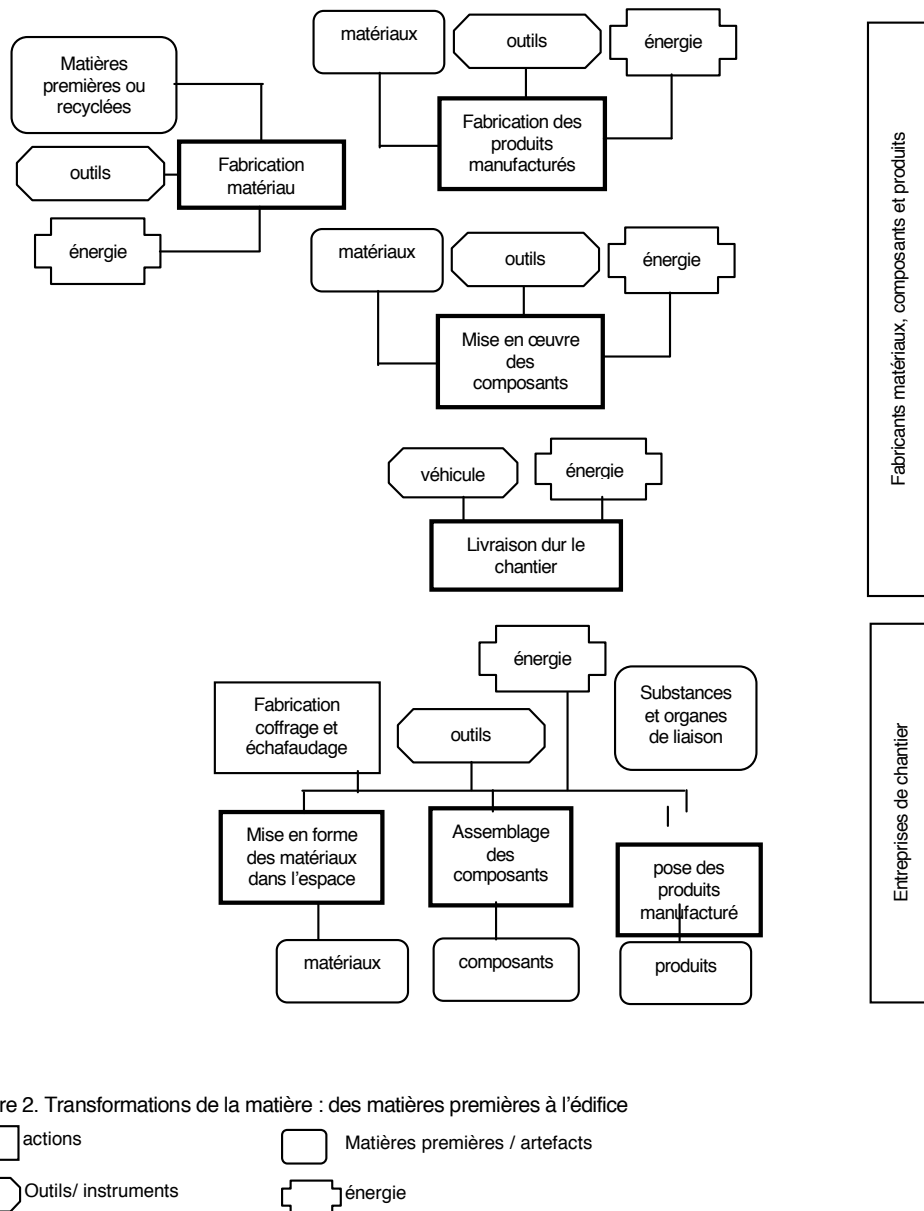 Matières
premières ou
recyclées
outils
énergie
Fabrication
matériau
matériaux
outils
énergie
Fabrication des
produits
manufacturés
matériaux
outils
énergie
Mise en œuvre
des
composants
véhicule
énergie
Livraison dur le
chantier
Fabricants matériaux, composants et produits
énergie
Fabrication
coffrage et
échafaudage
outils
Substances
et organes
de liaison
Mise en forme
des matériaux
dans l'espace
Assemblage
des
composants
pose des
produits
manufacturé
matériaux
composants
produits
Entreprises de chantier
re 2. Transformations de la matière : des matières premières à l'édifice
actions
Matières premières / artefacts
Outils/ instruments
énergie